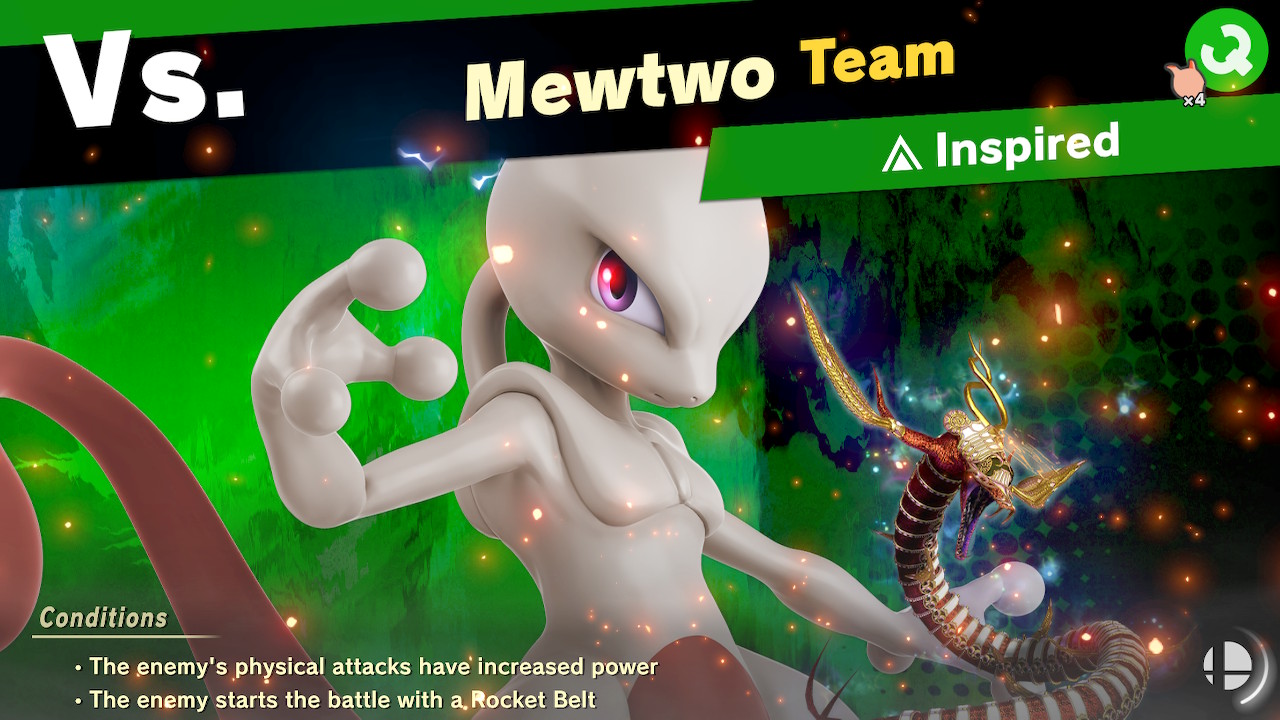 Vs.
Mewtwo Team
×4
Inspired
Conditions
• The enemy's physical attacks have increased power
• The enemy starts the battle with a Rocket Belt